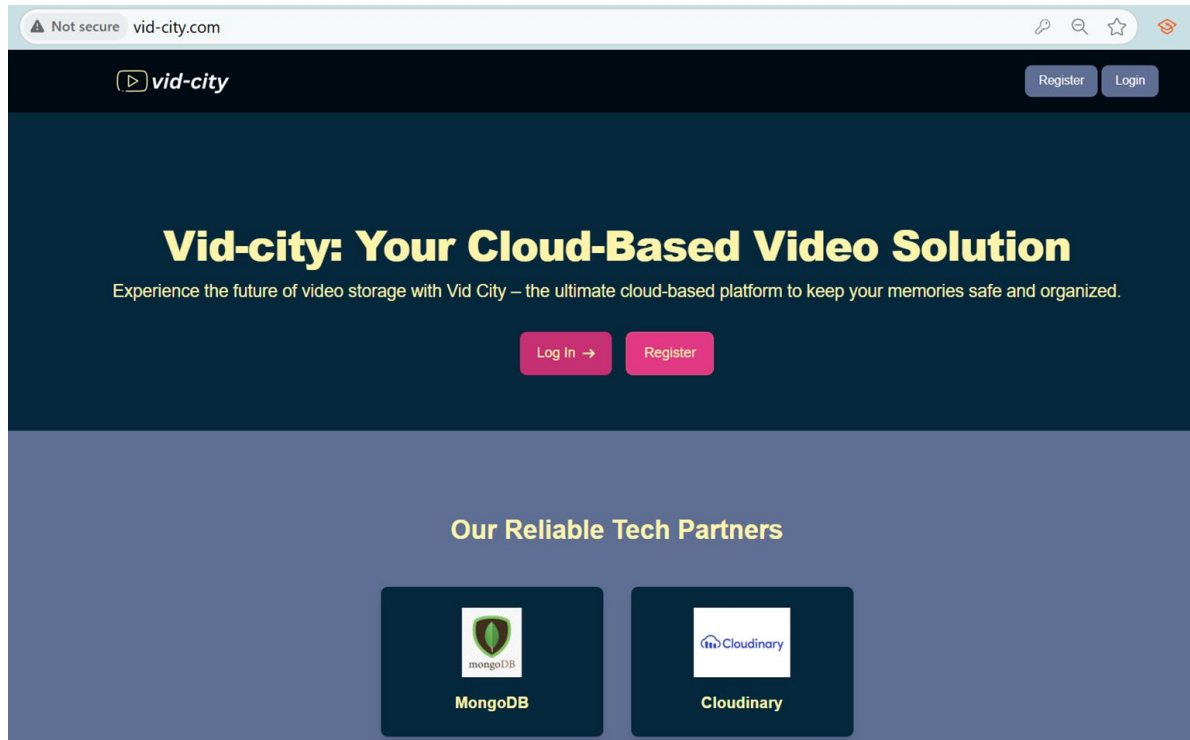 Not secure vid-city.com
vid-city
Register Login
Vid-city: Your Cloud-Based Video Solution
Experience the future of video storage with Vid City – the ultimate cloud-based platform to keep your memories safe and organized.
Log In → Register
Our Reliable Tech Partners
mongoDB
Cloudinary
MongoDB
Cloudinary